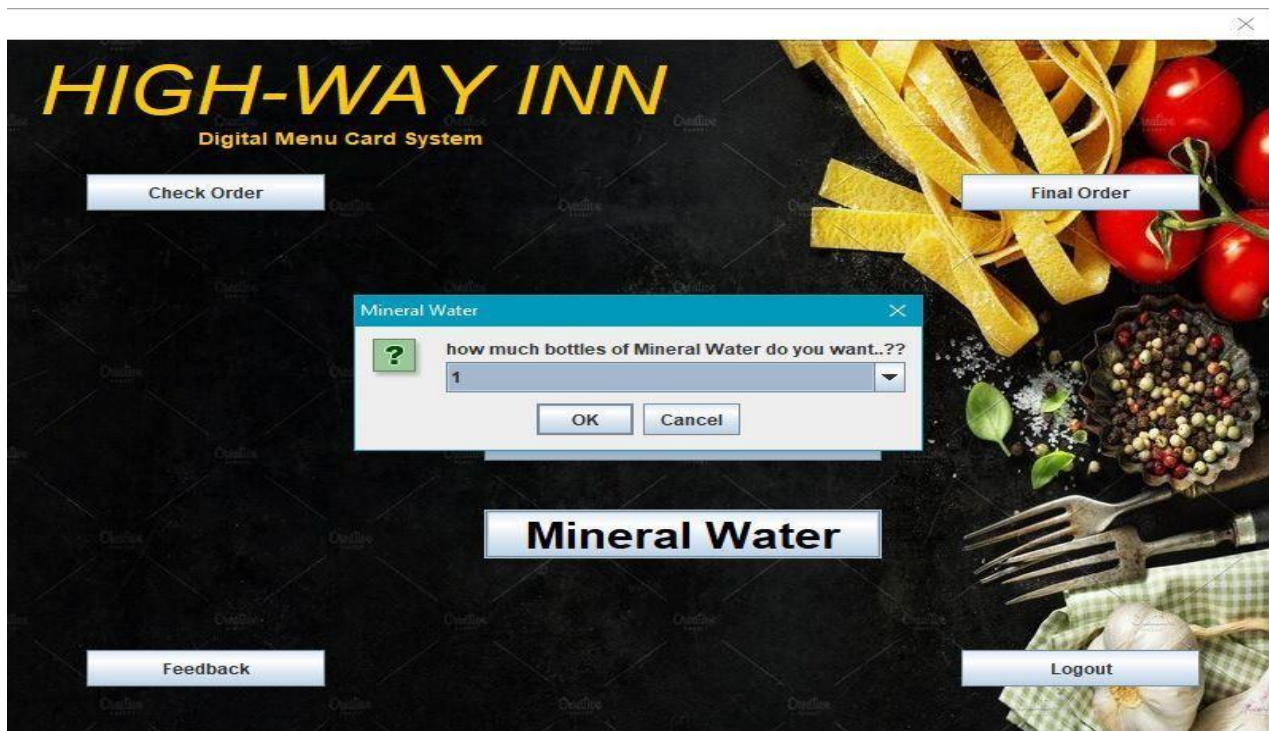 HIGH-WAY INN
Digital Menu Card System
Check Order
Final Order
Mineral Water
?
how much bottles of Mineral Water do you want..??
1
OK
Cancel
Mineral Water
Feedback
Logout